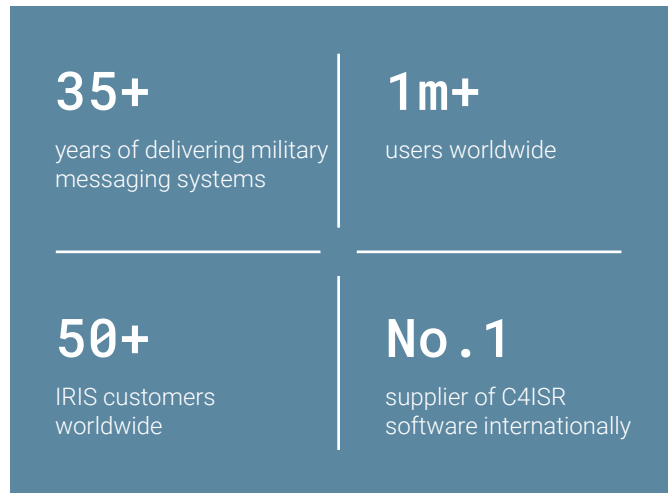 35+
years of delivering military
messaging systems
1m+
users worldwide
50+
IRIS customers
worldwide
No.1
supplier of C4ISR
software internationally